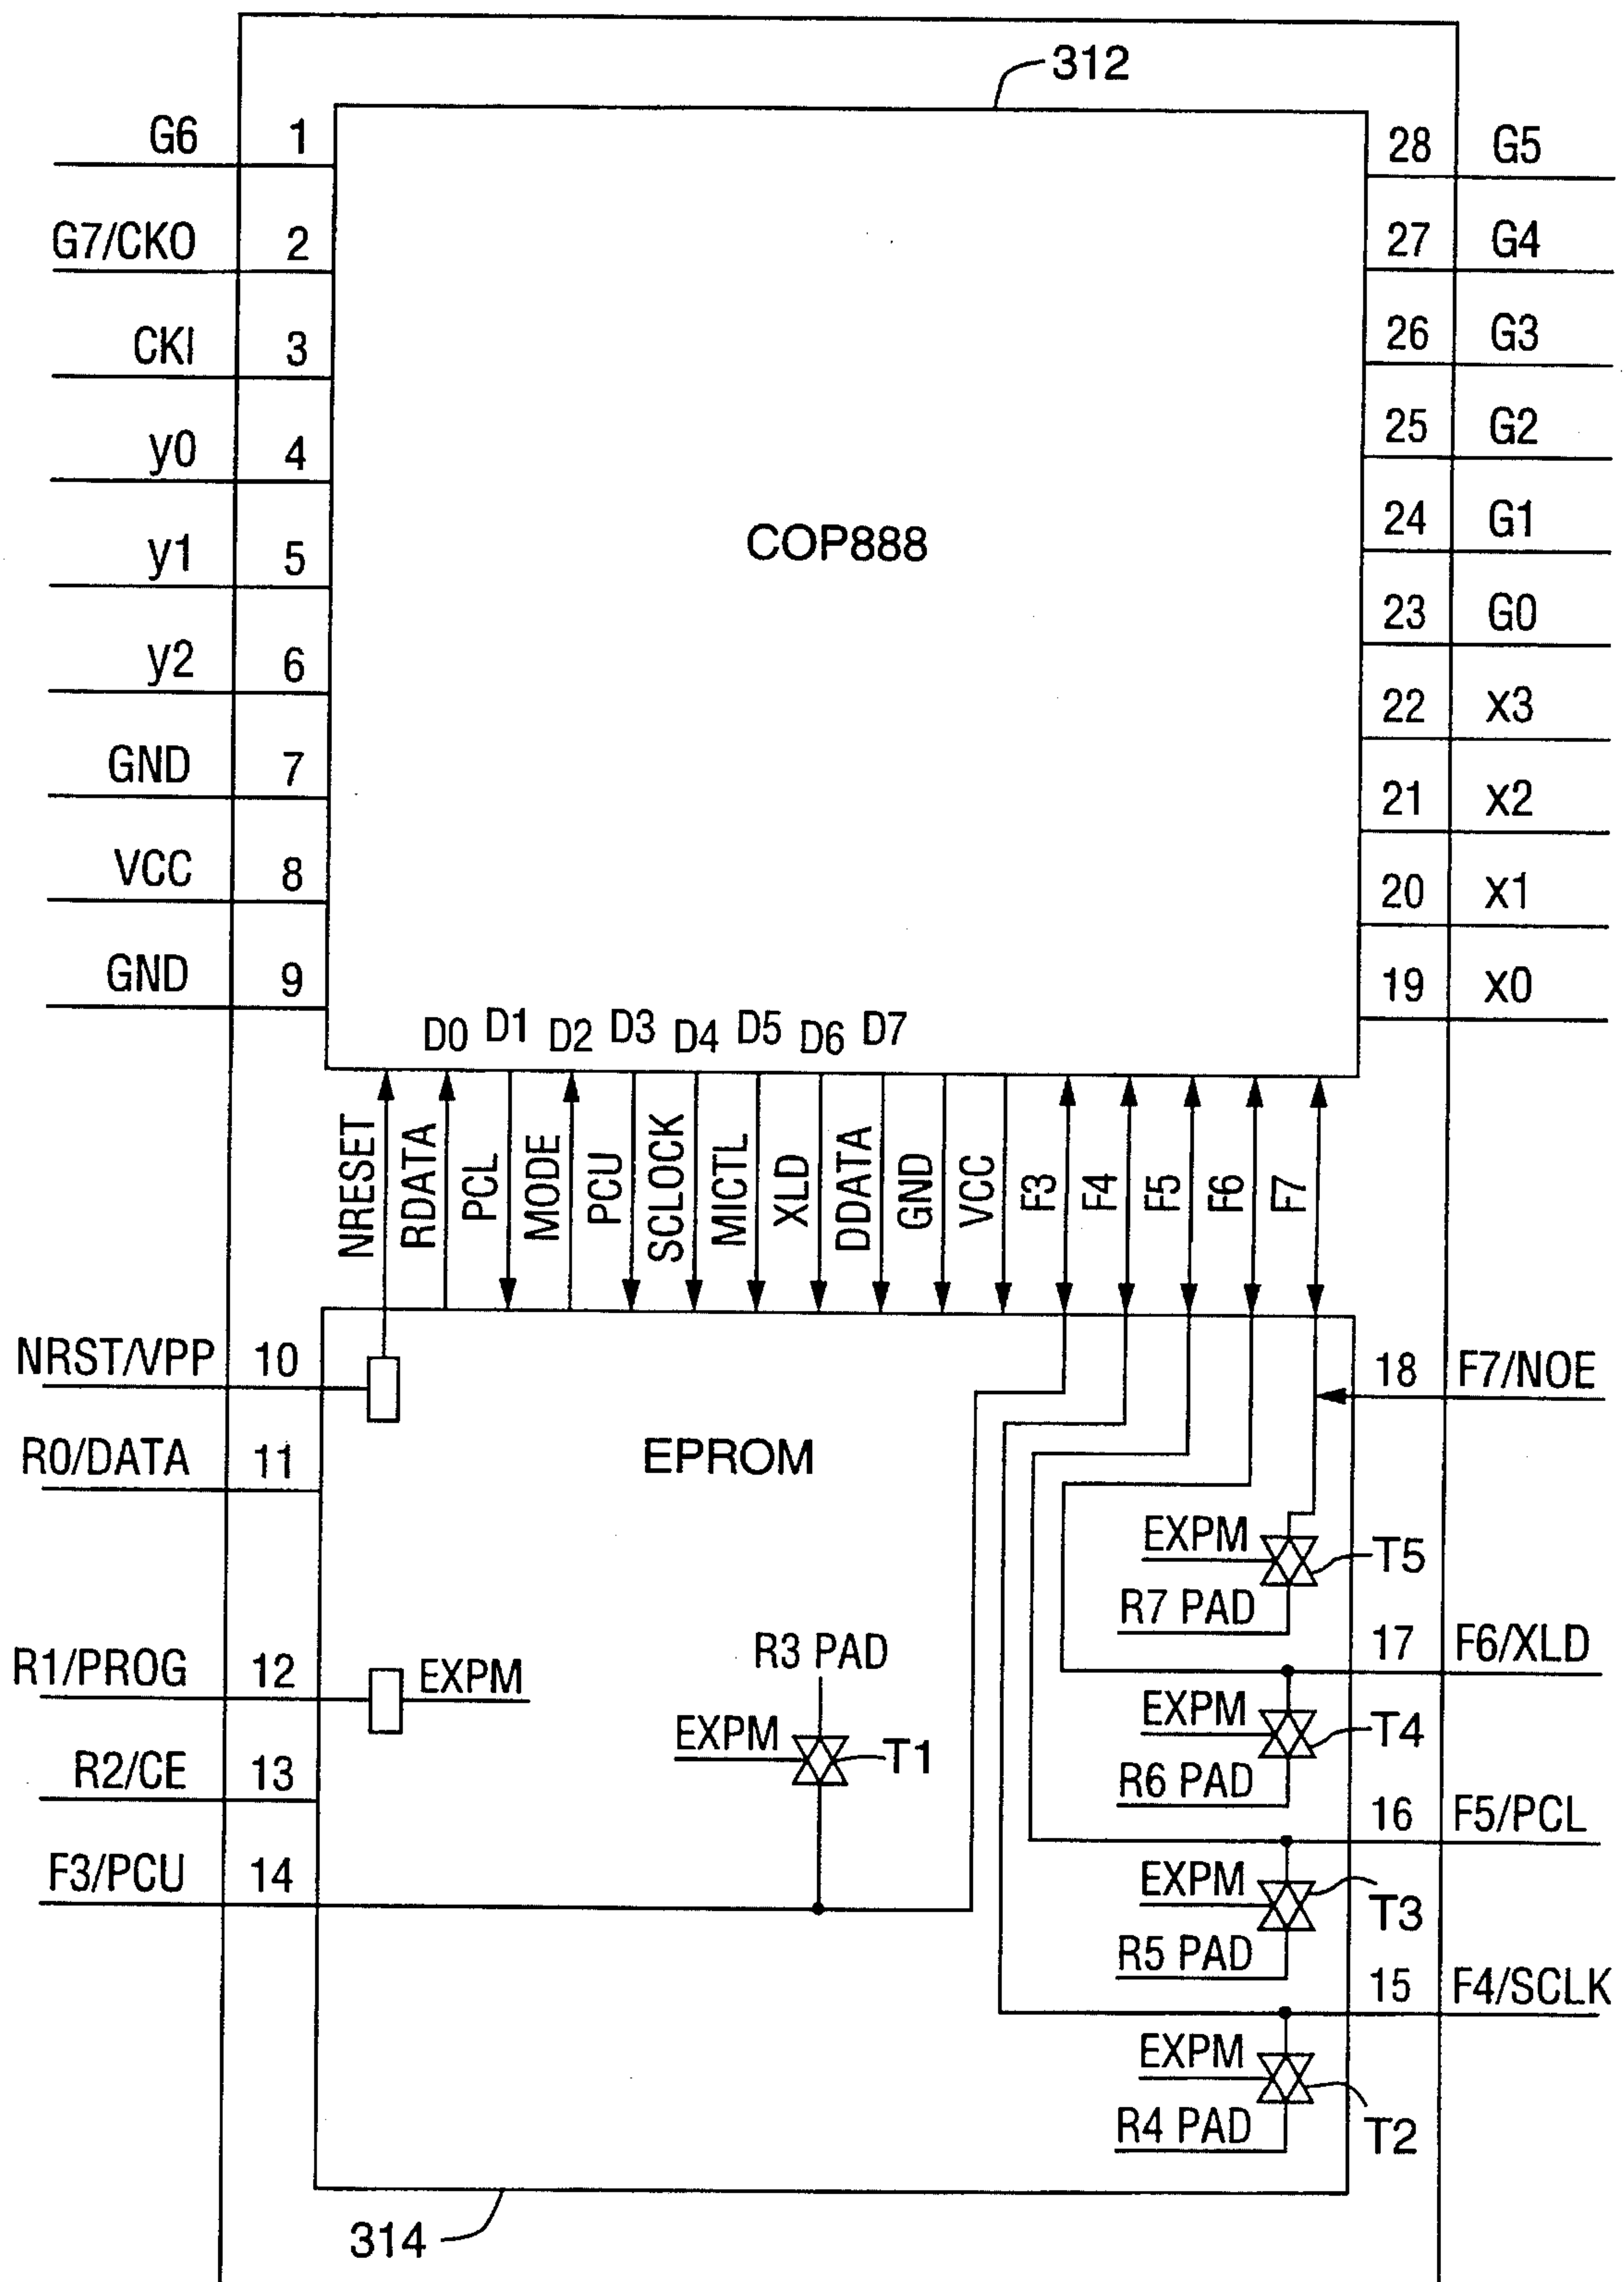 312
G6 1 28 G5
G7/CKO 2 27 G4
CKI 3 26 G3
y0 4 25 G2
y1 5 24 G1
y2 6 23 G0
GND 7 22 x3
VCC 8 21 x2
GND 9 20 x1
19 x0
COP888
D0 D1 D2 D3 D4 D5 D6 D7
NRESET
RDATA
PCL
MODE
PCU
SCLOCK
MICTL
XLD
DDATA
GND
VCC
F3
F4
F5
F6
F7
NRST/VPP 10
18 F7/NOE
R0/DATA 11
EPROM
EXPM T5
R7 PAD
R1/PROG 12 EXPM
R3 PAD
17 F6/XLD
EXPM T1
EXPM T4
R6 PAD
R2/CE 13
16 F5/PCL
F3/PCU 14
EXPM T3
R5 PAD
15 F4/SCLK
EXPM T2
R4 PAD
314